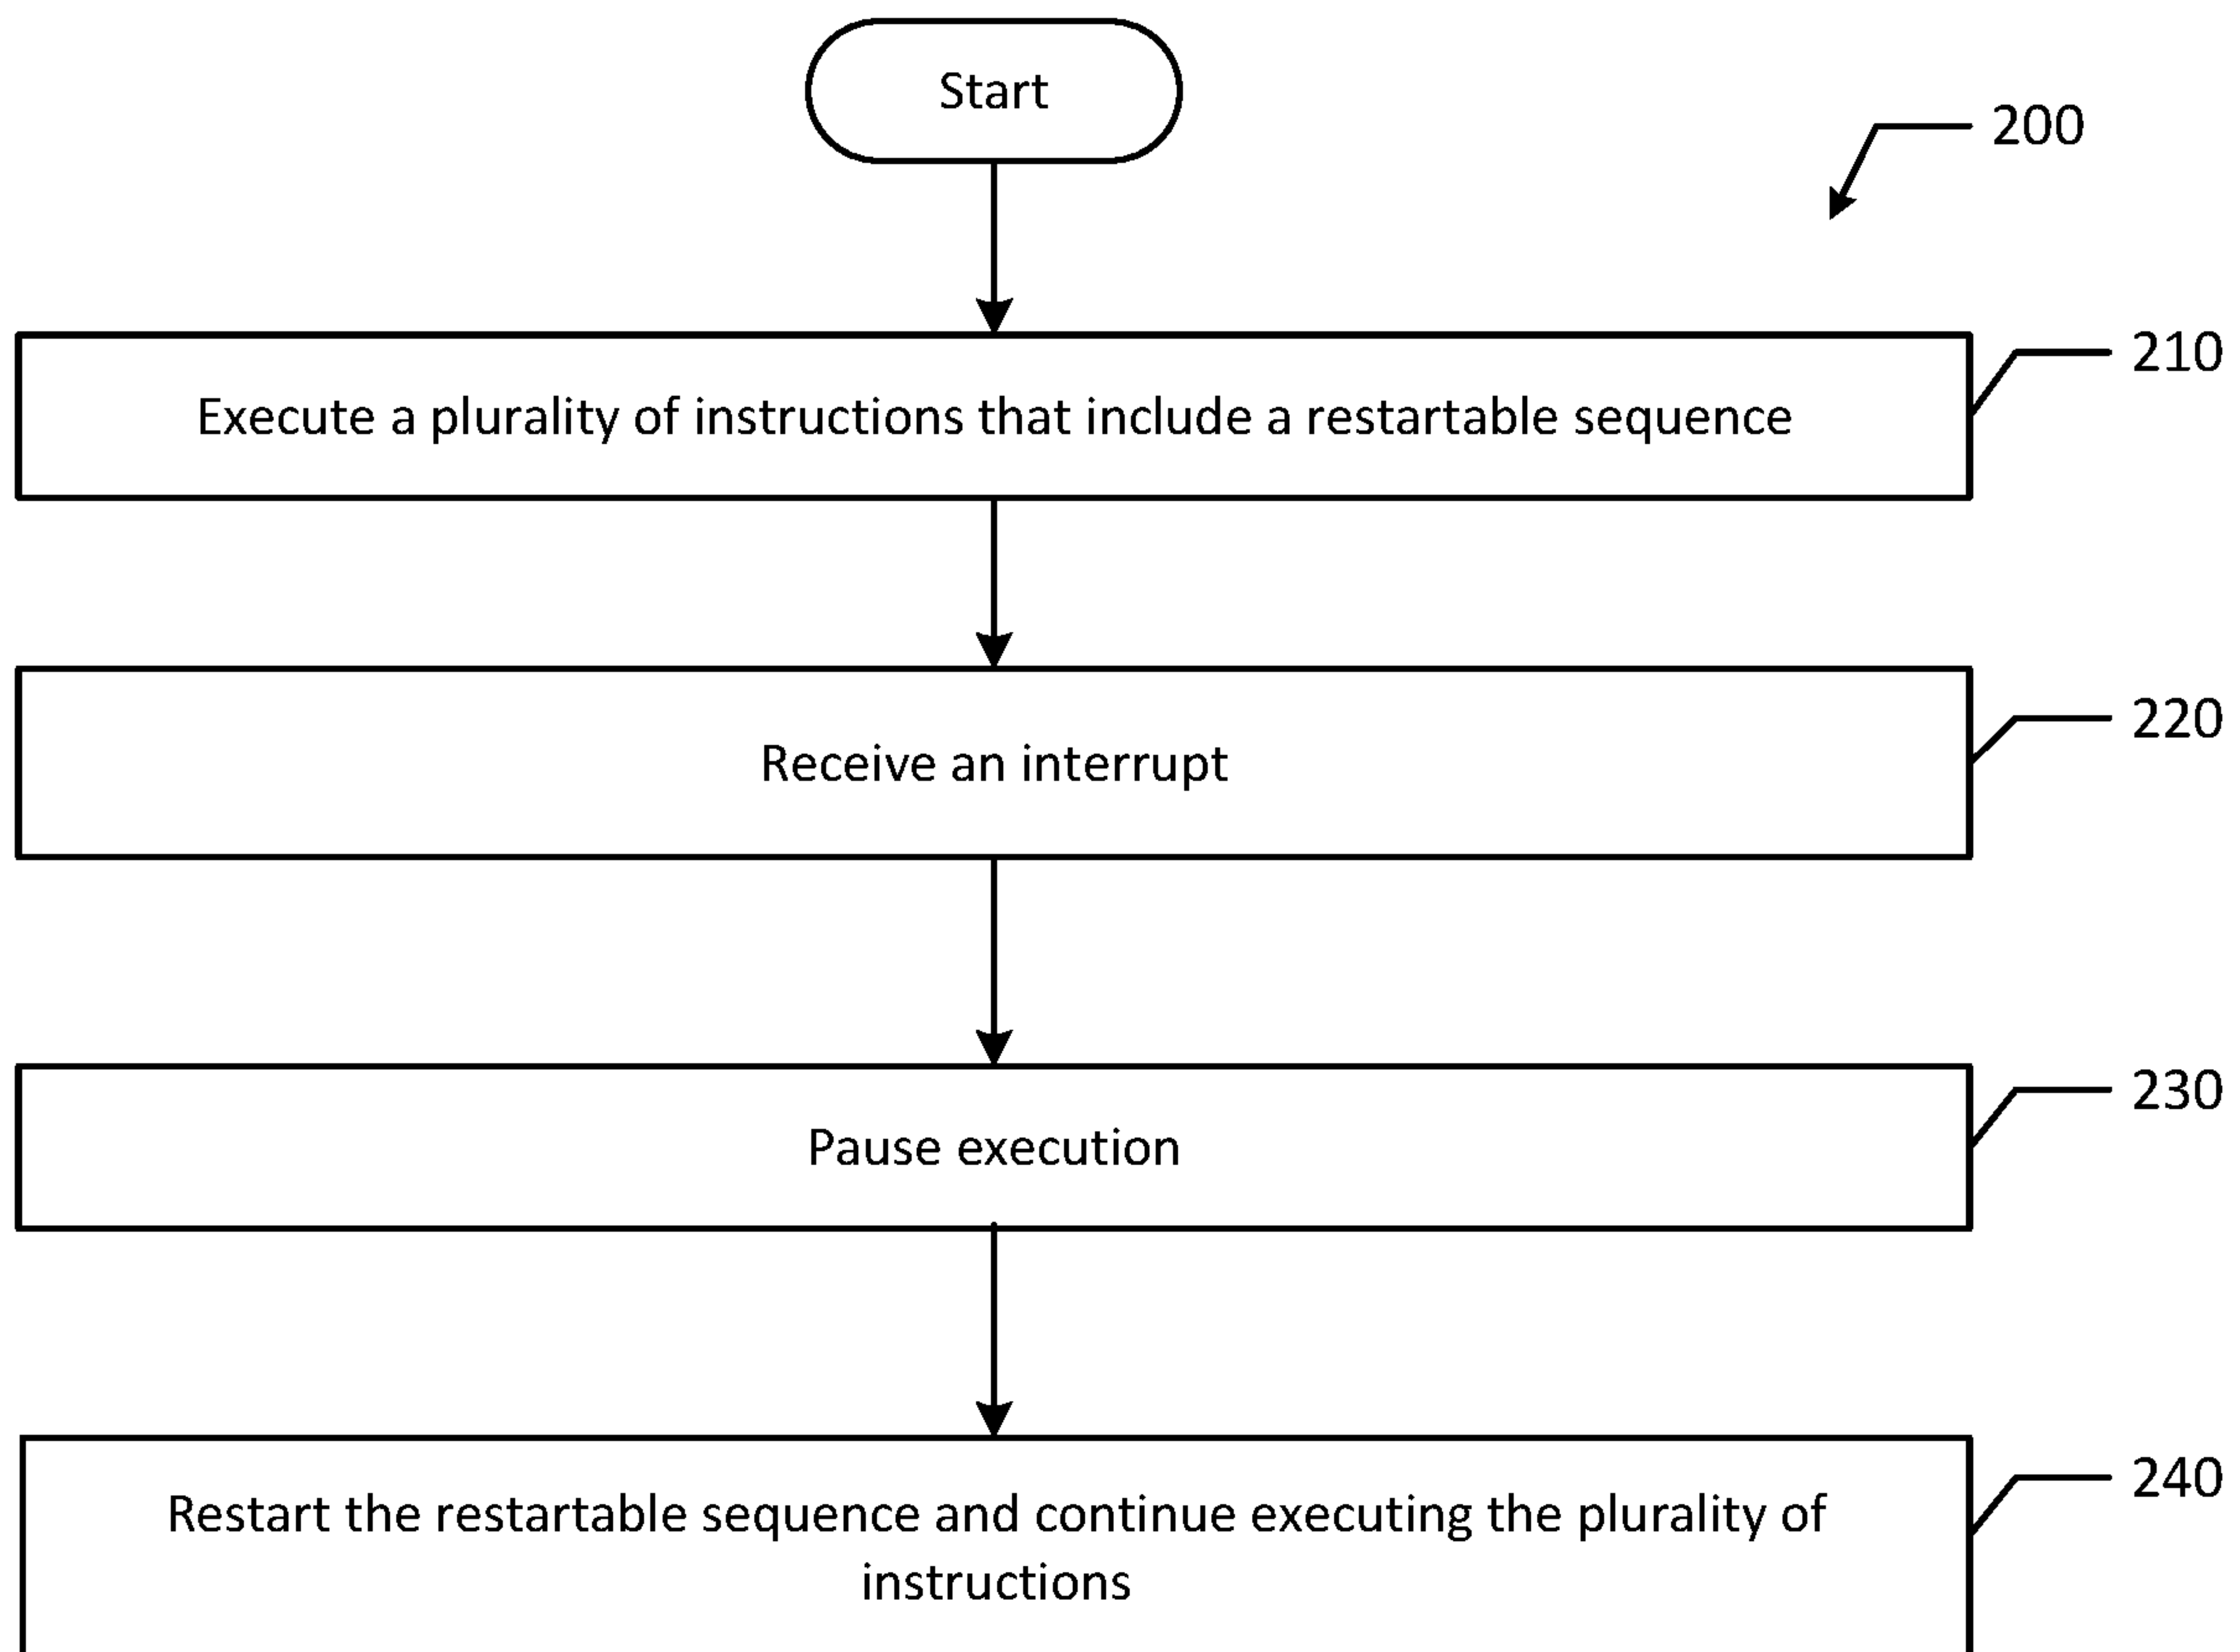 Start
200
Execute a plurality of instructions that include a restartable sequence
210
Receive an interrupt
220
Pause execution
230
Restart the restartable sequence and continue executing the plurality of
instructions
240